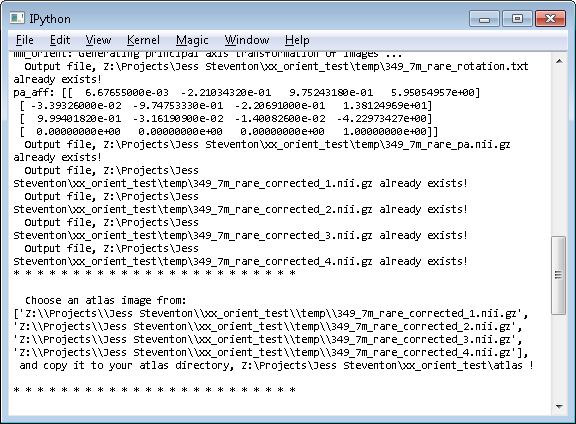 IPython
File Edit View Kernel Magic Window Help
mm_orient: Generating principal axis transformation of images ...
Output file, Z:\Projects\Jess Steventon\xx_orient_test\temp\349_7m_rare_rotation.txt
already exists!
pa_aff: [[ 6.67655000e-03 -2.21034320e-01 9.75243180e-01 5.95054957e+00]
[ -3.39326000e-02 -9.74753330e-01 -2.20691000e-01 1.38124969e+01]
[ 9.99401820e-01 -3.16190900e-02 -1.40082600e-02 -4.22973427e+00]
[ 0.00000000e+00 0.00000000e+00 0.00000000e+00 1.00000000e+00]]
Output file, Z:\Projects\Jess Steventon\xx_orient_test\temp\349_7m_rare_pa.nii.gz
already exists!
Output file, Z:\Projects\Jess
Steventon\xx_orient_test\temp\349_7m_rare_corrected_1.nii.gz already exists!
Output file, Z:\Projects\Jess
Steventon\xx_orient_test\temp\349_7m_rare_corrected_2.nii.gz already exists!
Output file, Z:\Projects\Jess
Steventon\xx_orient_test\temp\349_7m_rare_corrected_3.nii.gz already exists!
Output file, Z:\Projects\Jess
Steventon\xx_orient_test\temp\349_7m_rare_corrected_4.nii.gz already exists!
* * * * * * * * * * * * * * * * * * * * * * * *
Choose an atlas image from:
['Z:\\Projects\\Jess Steventon\\xx_orient_test\\temp\\349_7m_rare_corrected_1.nii.gz',
'Z:\\Projects\\Jess Steventon\\xx_orient_test\\temp\\349_7m_rare_corrected_2.nii.gz',
'Z:\\Projects\\Jess Steventon\\xx_orient_test\\temp\\349_7m_rare_corrected_3.nii.gz',
'Z:\\Projects\\Jess Steventon\\xx_orient_test\\temp\\349_7m_rare_corrected_4.nii.gz'],
and copy it to your atlas directory, Z:\Projects\Jess Steventon\xx_orient_test\atlas !
* * * * * * * * * * * * * * * * * * * * * * * *